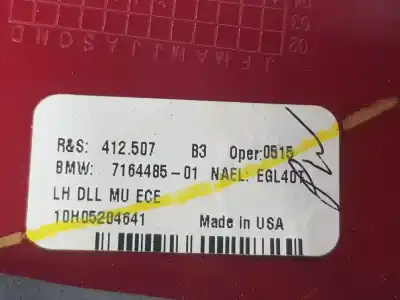 J F M A M J J A S O N D
R&S: 412.507 B3 Oper:0515
BMW: 7164485-01 NAEL: EGL40T
LH DLL MU ECE
10H05204641 Made in USA